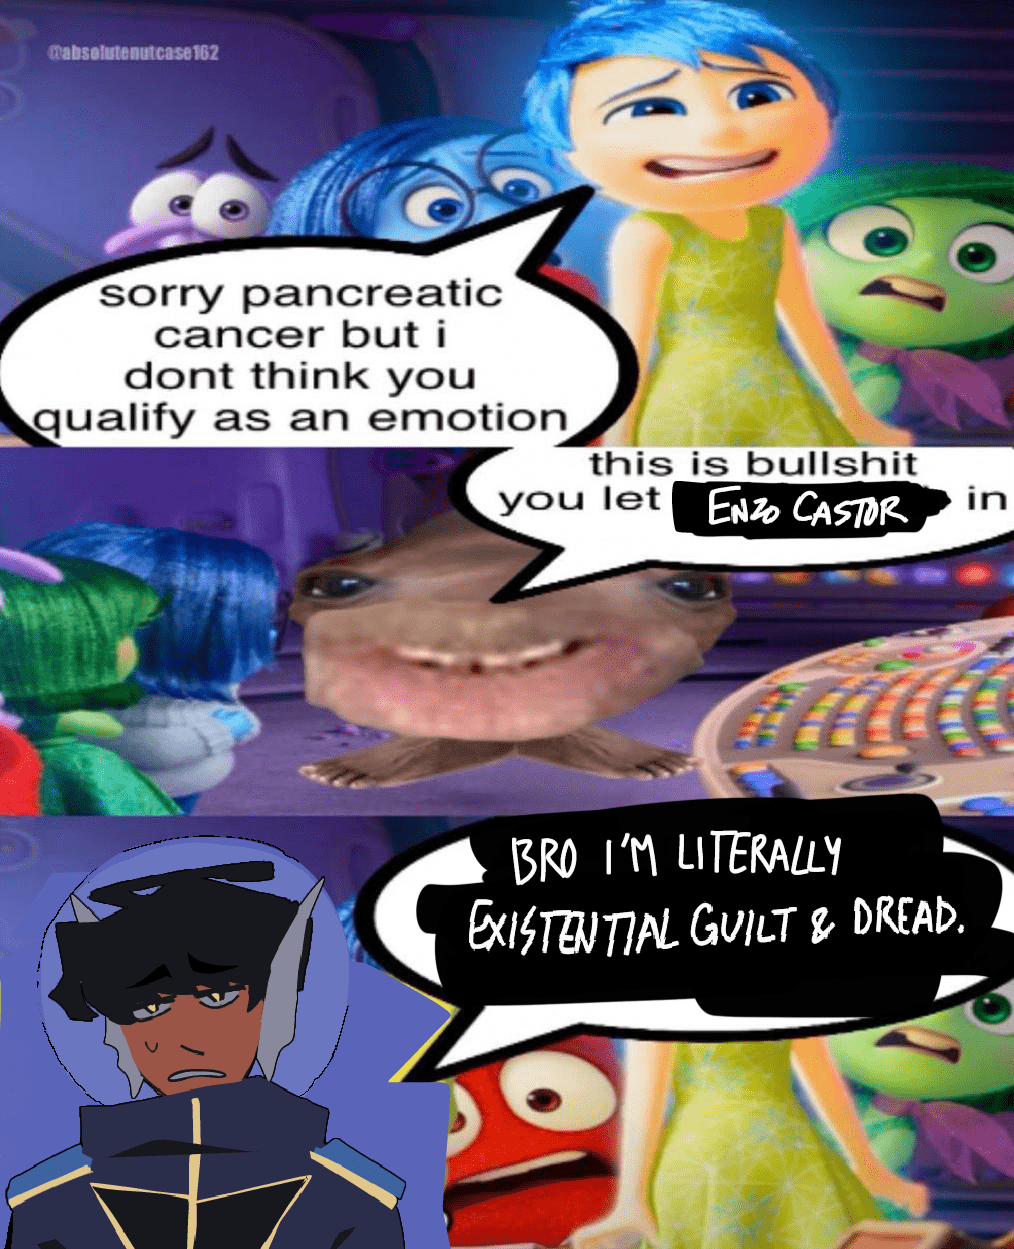 @absolutenutcase162
sorry pancreatic
cancer but i
dont think you
qualify as an emotion
this is bullshit
you let ENZO CASTOR in
BRO I'M LITERALLY
EXISTENTIAL GUILT & DREAD.